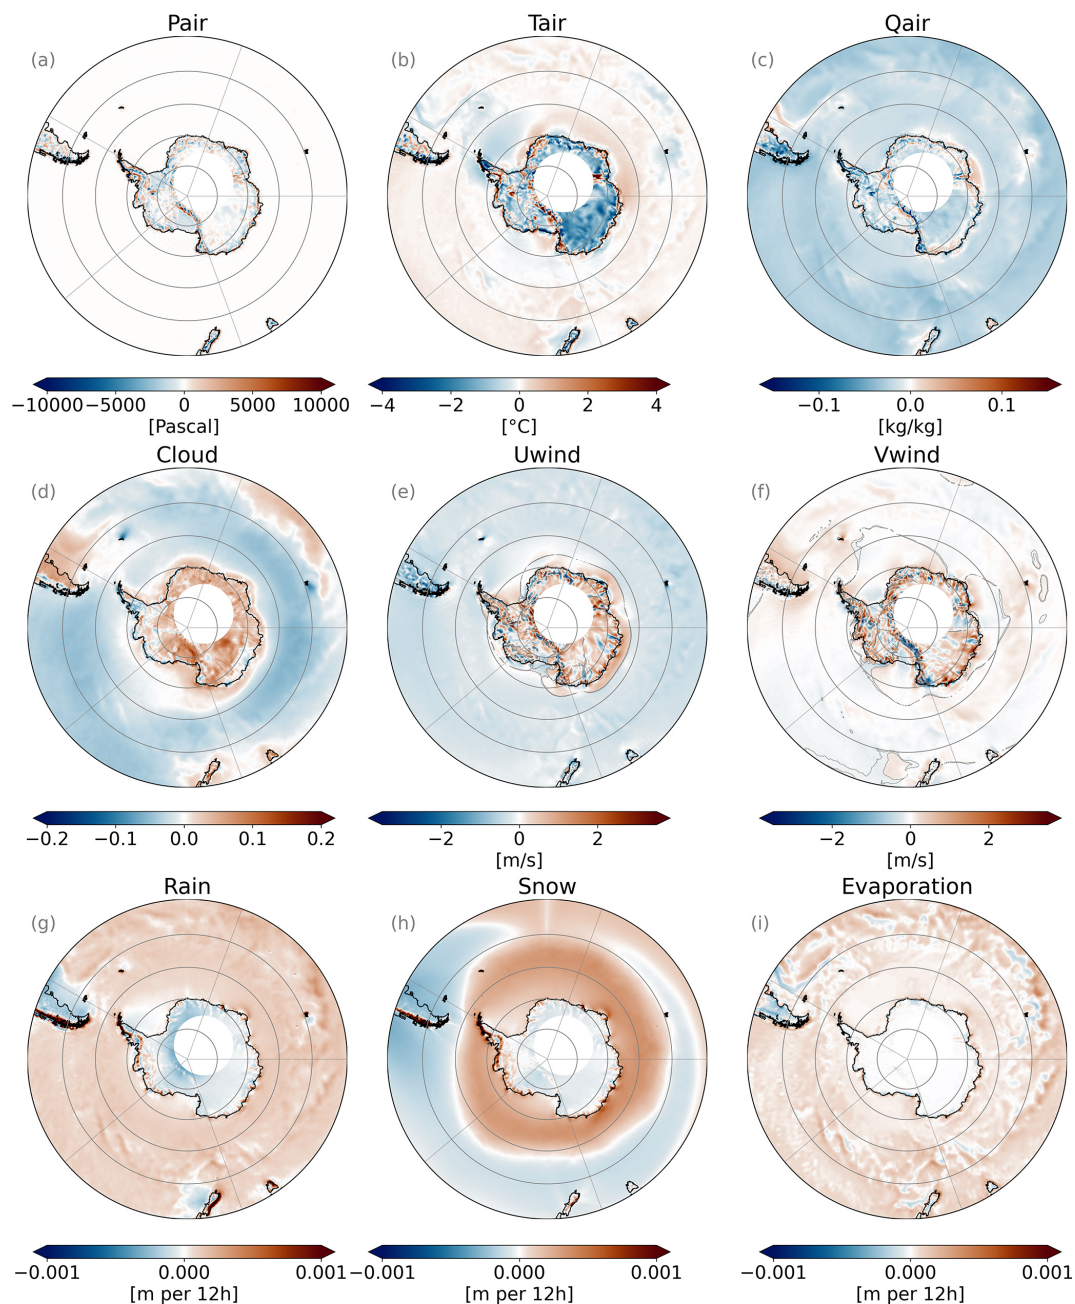 Pair Tair Qair
(a) (b) (c)
−10000 −5000 0 5000 10000 −4 −2 0 2 4 −0.1 0.0 0.1
[Pascal] [°C] [kg/kg]
Cloud Uwind Vwind
(d) (e) (f)
−0.2 −0.1 0.0 0.1 0.2 −2 0 2 −2 0 2
[m/s] [m/s]
Rain Snow Evaporation
(g) (h) (i)
−0.001 0.000 0.001 −0.001 0.000 0.001 −0.001 0.000 0.001
[m per 12h] [m per 12h] [m per 12h]